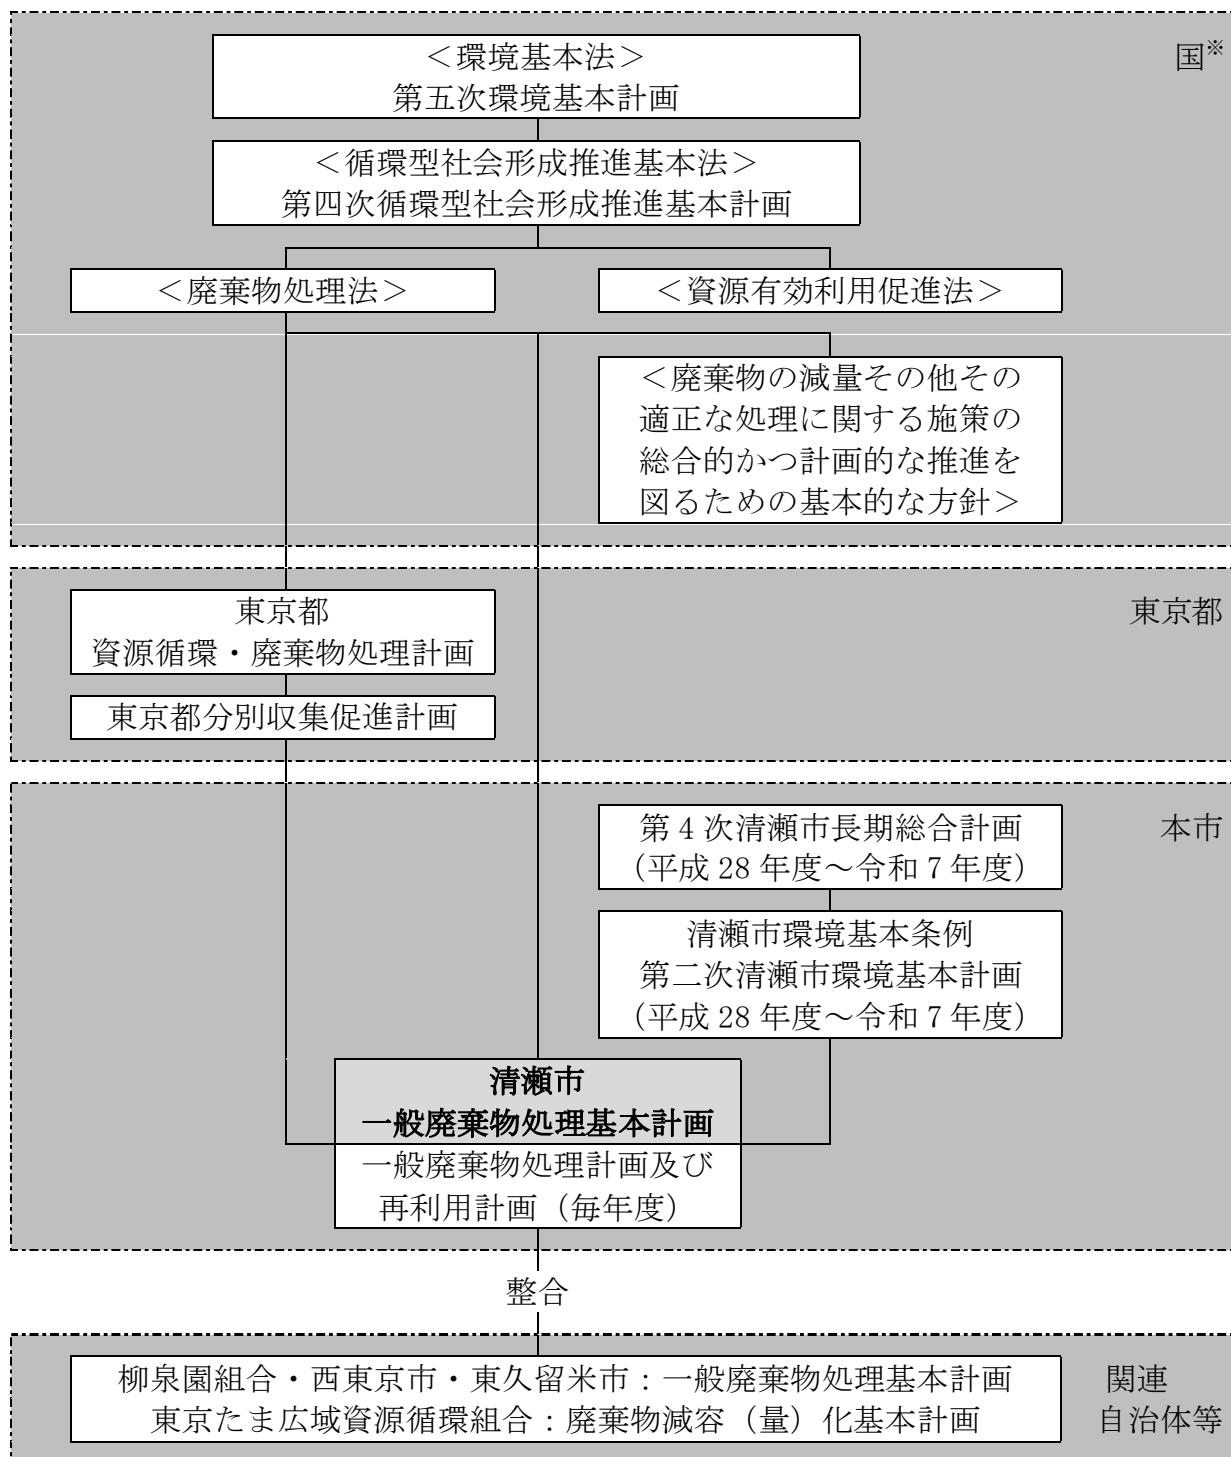 国※
＜環境基本法＞
第五次環境基本計画
＜循環型社会形成推進基本法＞
第四次循環型社会形成推進基本計画
＜廃棄物処理法＞
＜資源有効利用促進法＞
＜廃棄物の減量その他その
適正な処理に関する施策の
総合的かつ計画的な推進を
図るための基本的な方針＞
東京都
東京都
資源循環・廃棄物処理計画
東京都分別収集促進計画
本市
第4次清瀬市長期総合計画
（平成28年度～令和7年度）
清瀬市環境基本条例
第二次清瀬市環境基本計画
（平成28年度～令和7年度）
清瀬市
一般廃棄物処理基本計画
一般廃棄物処理計画及び
再利用計画（毎年度）
整合
柳泉園組合・西東京市・東久留米市：一般廃棄物処理基本計画
東京たま広域資源循環組合：廃棄物減容（量）化基本計画
関連
自治体等